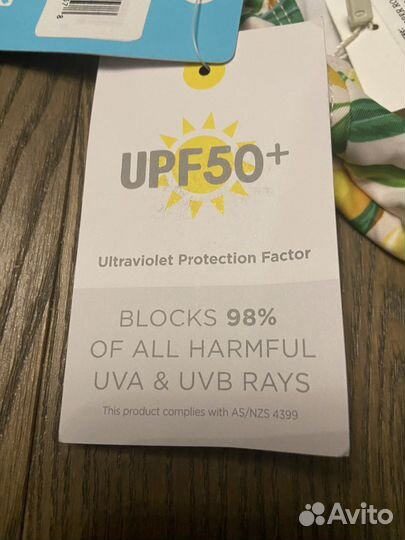 UPF50+
Ultraviolet Protection Factor
BLOCKS 98%
OF ALL HARMFUL
UVA & UVB RAYS
This product complies with AS/NZS 4399
Avito